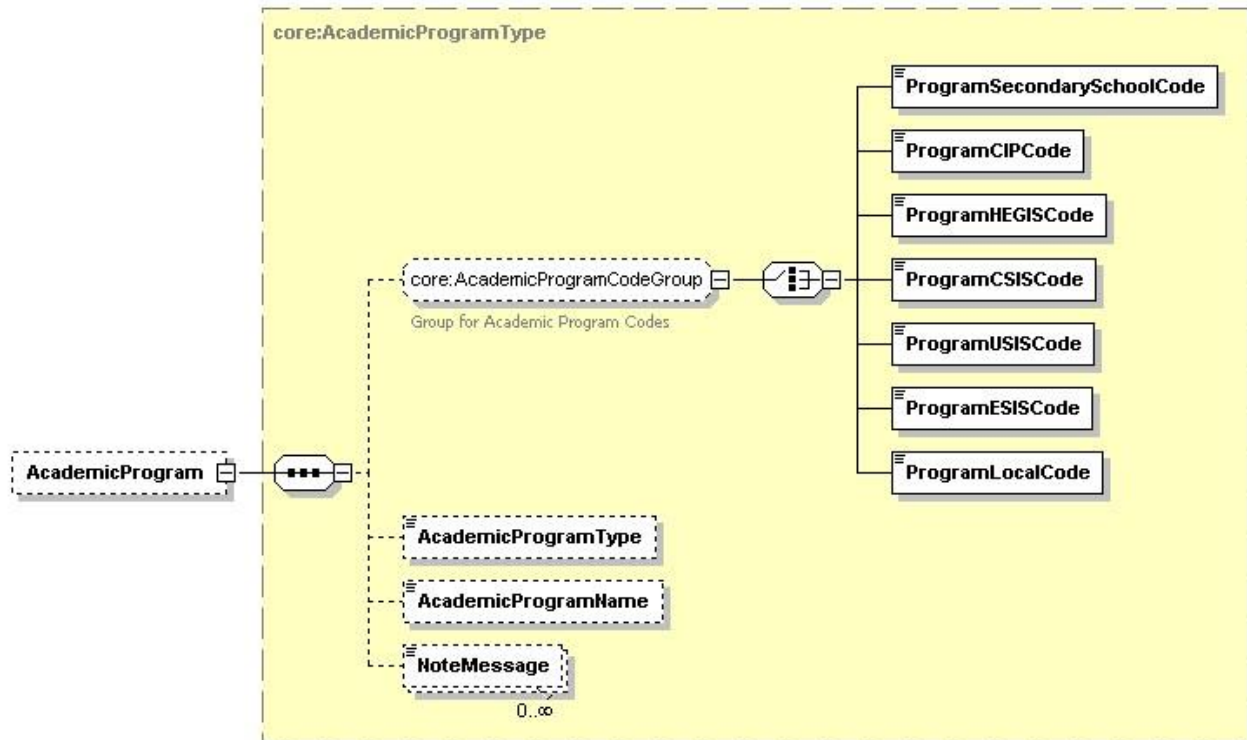 core:AcademicProgramType
ProgramSecondarySchoolCode
ProgramCIPCode
ProgramHEGISCode
core:AcademicProgramCodeGroup
ProgramCSISCode
Group for Academic Program Codes
ProgramUSISCode
ProgramESISCode
AcademicProgram
ProgramLocalCode
AcademicProgramType
AcademicProgramName
NoteMessage
0..∞